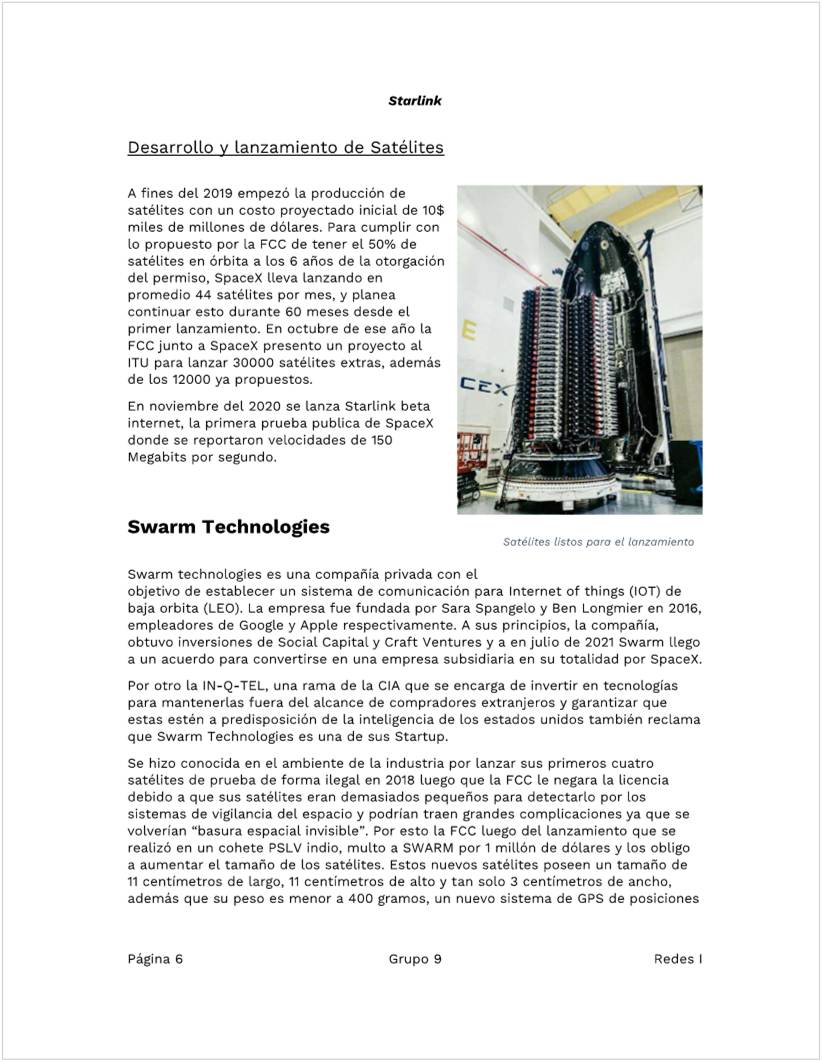 Starlink
Desarrollo y lanzamiento de Satélites
A fines del 2019 empezó la producción de
satélites con un costo proyectado inicial de 10$
miles de millones de dólares. Para cumplir con
lo propuesto por la FCC de tener el 50% de
satélites en órbita a los 6 años de la otorgación
del permiso, SpaceX lleva lanzando en
promedio 44 satélites por mes, y planea
continuar esto durante 60 meses desde el
primer lanzamiento. En octubre de ese año la
FCC junto a SpaceX presento un proyecto al
ITU para lanzar 30000 satélites extras, además
de los 12000 ya propuestos.
En noviembre del 2020 se lanza Starlink beta
internet, la primera prueba publica de SpaceX
donde se reportaron velocidades de 150
Megabits por segundo.
E
CEX
Satélites listos para el lanzamiento
Swarm Technologies
Swarm technologies es una compañía privada con el
objetivo de establecer un sistema de comunicación para Internet of things (IOT) de
baja orbita (LEO). La empresa fue fundada por Sara Spangelo y Ben Longmier en 2016,
empleadores de Google y Apple respectivamente. A sus principios, la compañía,
obtuvo inversiones de Social Capital y Craft Ventures y a en julio de 2021 Swarm llego
a un acuerdo para convertirse en una empresa subsidiaria en su totalidad por SpaceX.
Por otro la IN-Q-TEL, una rama de la CIA que se encarga de invertir en tecnologías
para mantenerlas fuera del alcance de compradores extranjeros y garantizar que
estas estén a predisposición de la inteligencia de los estados unidos también reclama
que Swarm Technologies es una de sus Startup.
Se hizo conocida en el ambiente de la industria por lanzar sus primeros cuatro
satélites de prueba de forma ilegal en 2018 luego que la FCC le negara la licencia
debido a que sus satélites eran demasiados pequeños para detectarlo por los
sistemas de vigilancia del espacio y podrían traen grandes complicaciones ya que se
volverían “basura espacial invisible”. Por esto la FCC luego del lanzamiento que se
realizó en un cohete PSLV indio, multo a SWARM por 1 millón de dólares y los obligo
a aumentar el tamaño de los satélites. Estos nuevos satélites poseen un tamaño de
11 centímetros de largo, 11 centímetros de alto y tan solo 3 centímetros de ancho,
además que su peso es menor a 400 gramos, un nuevo sistema de GPS de posiciones
Página 6
Grupo 9
Redes I